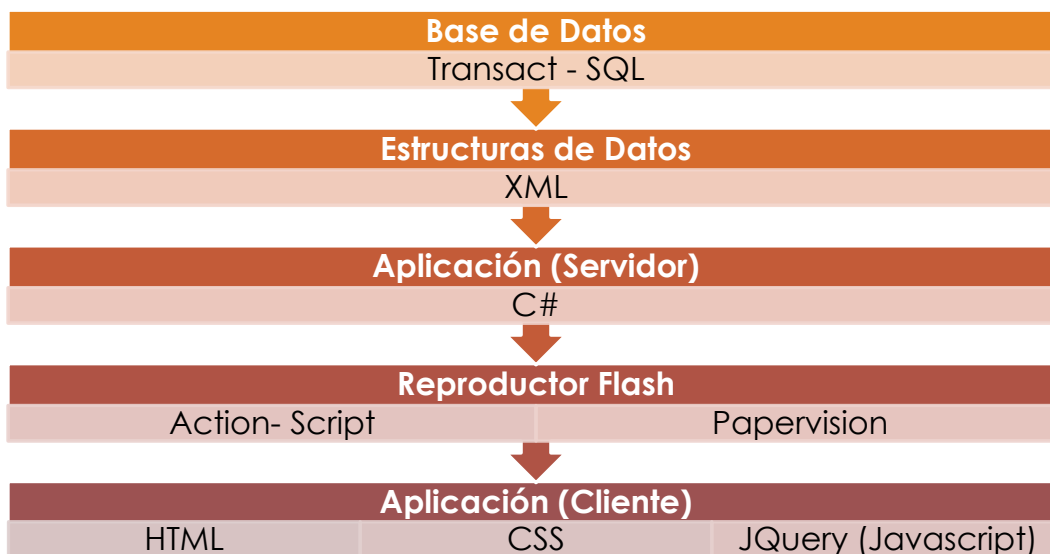 Base de Datos
Transact - SQL
Estructuras de Datos
XML
Aplicación (Servidor)
C#
Reproductor Flash
Action- Script Papervision
Aplicación (Cliente)
HTML CSS JQuery (Javascript)